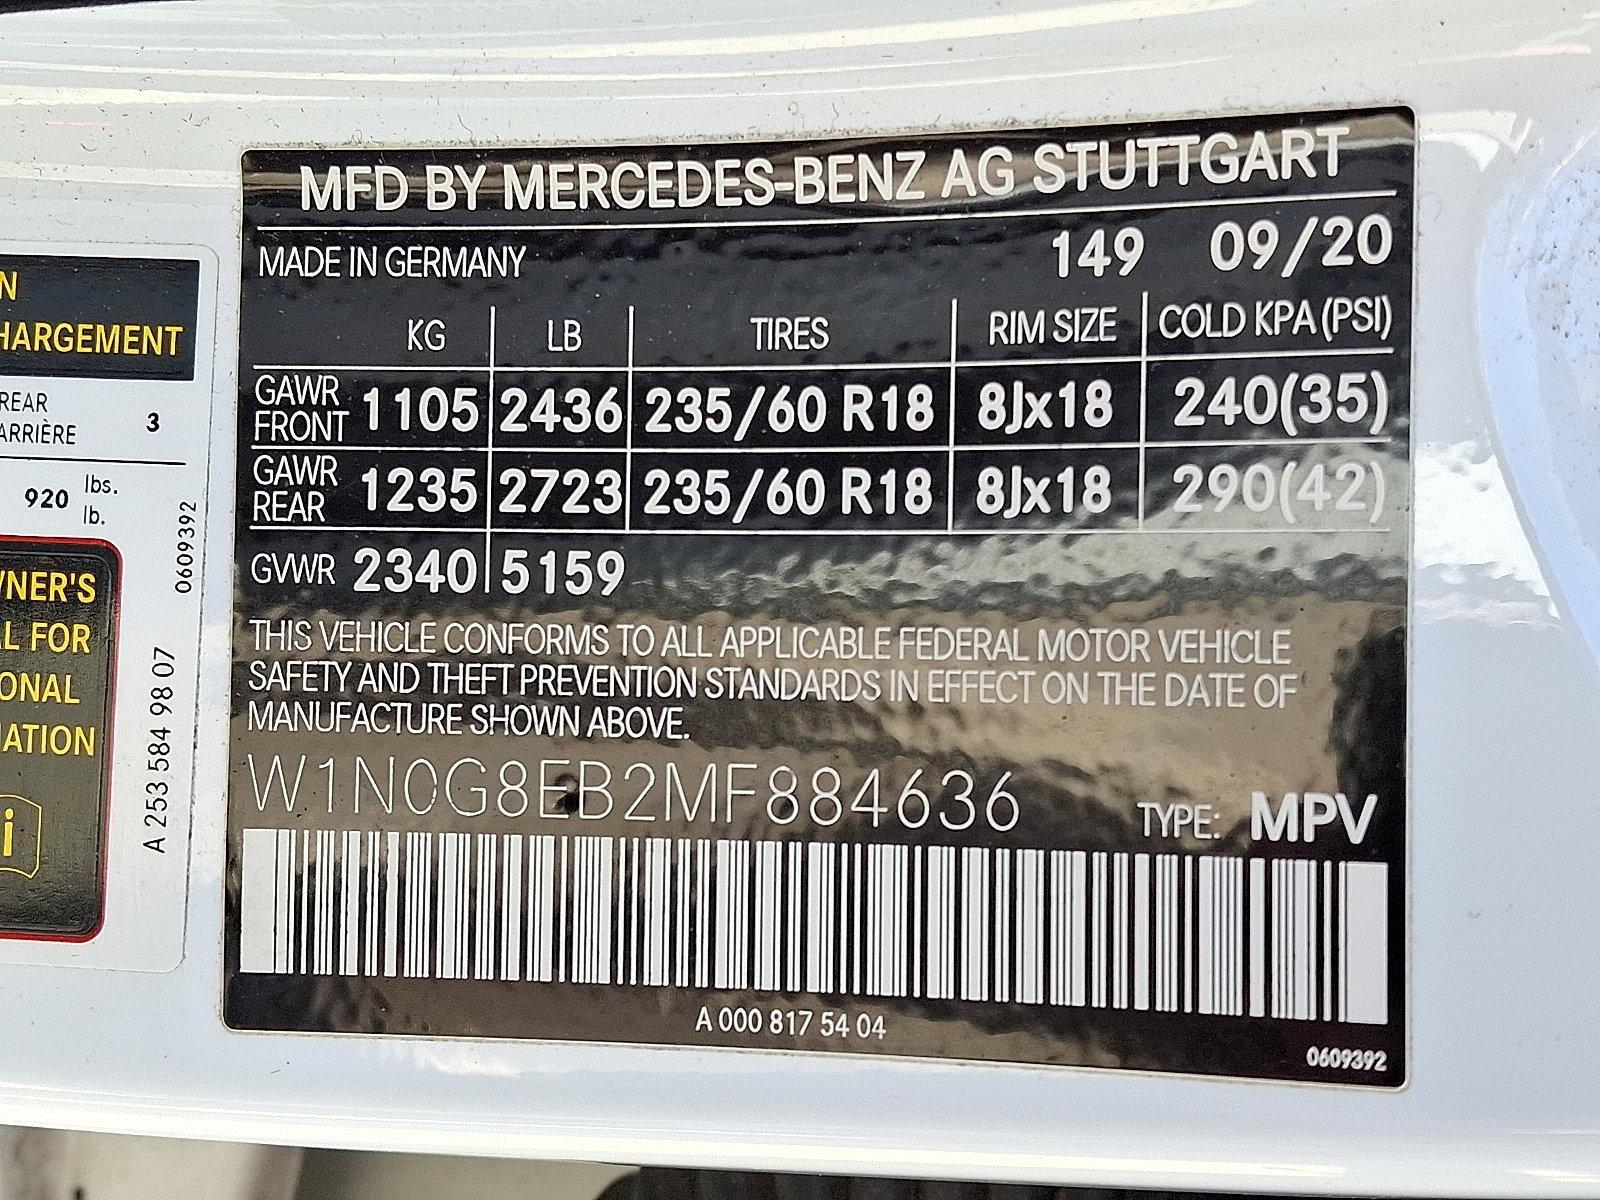 MFD BY MERCEDES-BENZ AG STUTTGART
MADE IN GERMANY 149 09/20
KG LB TIRES RIM SIZE COLD KPA (PSI)
GAWR FRONT 1105 2436 235/60 R18 8Jx18 240(35)
GAWR REAR 1235 2723 235/60 R18 8Jx18 290(42)
GVWR 2340 5159
THIS VEHICLE CONFORMS TO ALL APPLICABLE FEDERAL MOTOR VEHICLE
SAFETY AND THEFT PREVENTION STANDARDS IN EFFECT ON THE DATE OF
MANUFACTURE SHOWN ABOVE.
W1N0G8EB2MF884636 TYPE: MPV
A 000 817 54 04
0609392
N
HARGEMENT
REAR
ARRIÈRE 3
920 lbs.
lb.
WNER'S
AL FOR
ONAL
MATION
i
0609392
A 253 584 98 07